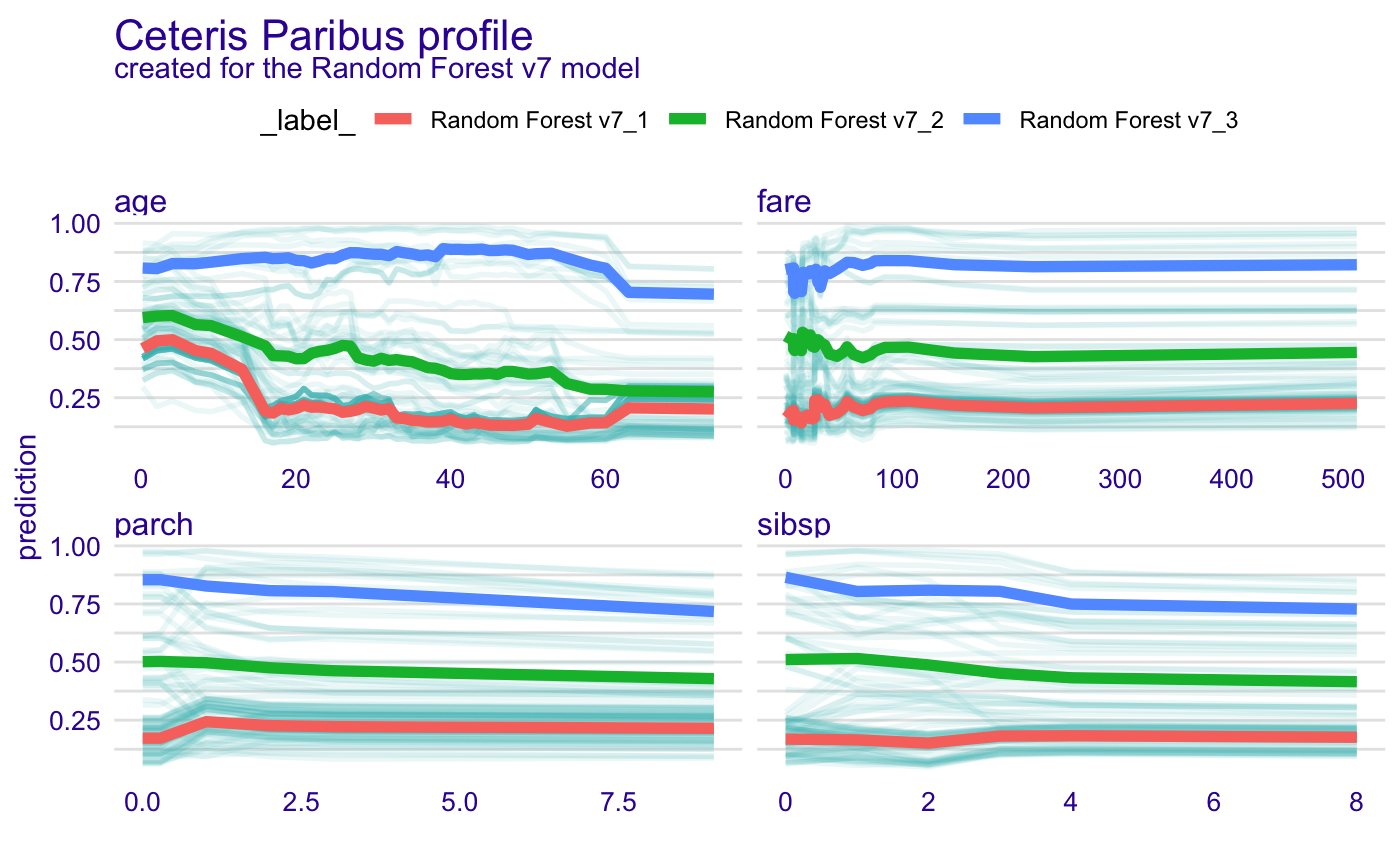 Ceteris Paribus profile
created for the Random Forest v7 model
_label_ Random Forest v7_1 Random Forest v7_2 Random Forest v7_3
age fare
1.00
0.75
0.50
0.25
0 20 40 60 0 100 200 300 400 500
prediction
parch sibsp
1.00
0.75
0.50
0.25
0.0 2.5 5.0 7.5 0 2 4 6 8